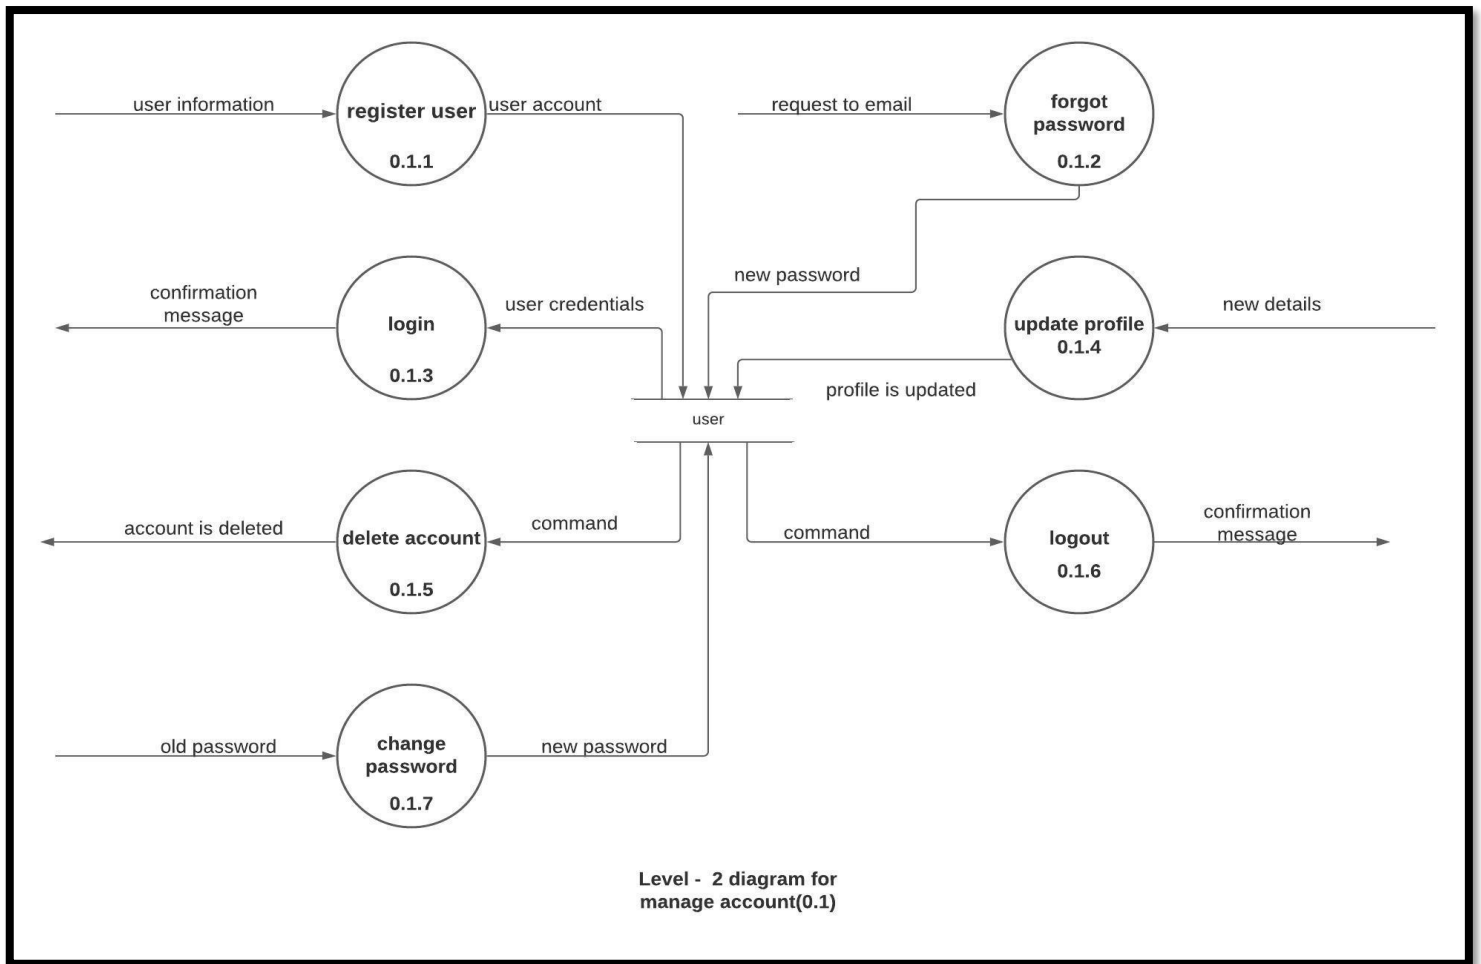 user information
register user
0.1.1
user account
request to email
forgot
password
0.1.2
confirmation
message
login
0.1.3
user credentials
new password
update profile
0.1.4
new details
profile is updated
user
account is deleted
delete account
0.1.5
command
command
logout
0.1.6
confirmation
message
old password
change
password
0.1.7
new password
Level -  2 diagram for
manage account(0.1)